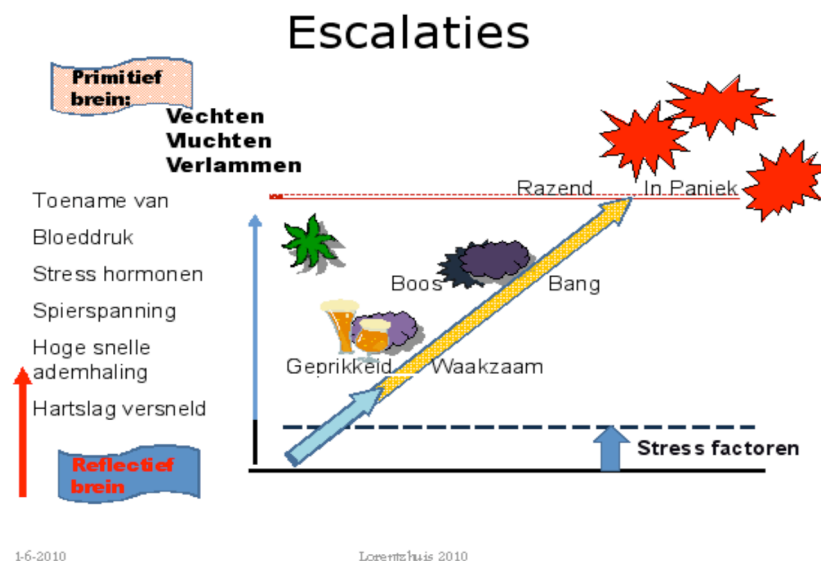 Escalaties
Primitief
brein:
Vechten
Vluchten
Verlammen
Razend
In Paniek
Toename van
Bloeddruk
Stress hormonen
Spierspanning
Hoge snelle
ademhaling
Hartslag versneld
Boos
Bang
Geprikkeld
Waakzaam
Stress factoren
Reflectief
brein
1-6-2010
Lorentzhuis 2010